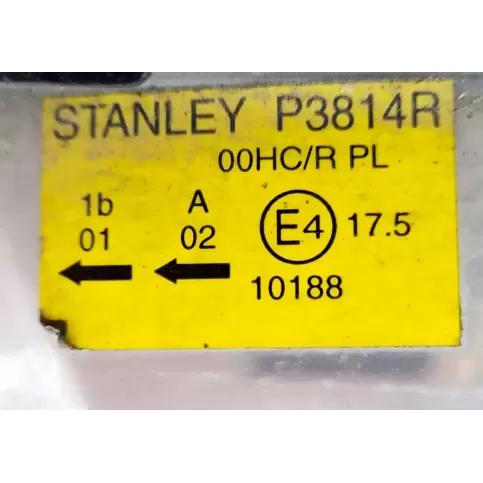 STANLEY P3814R
00HC/R PL
1b A
01 02
E4 17.5
10188